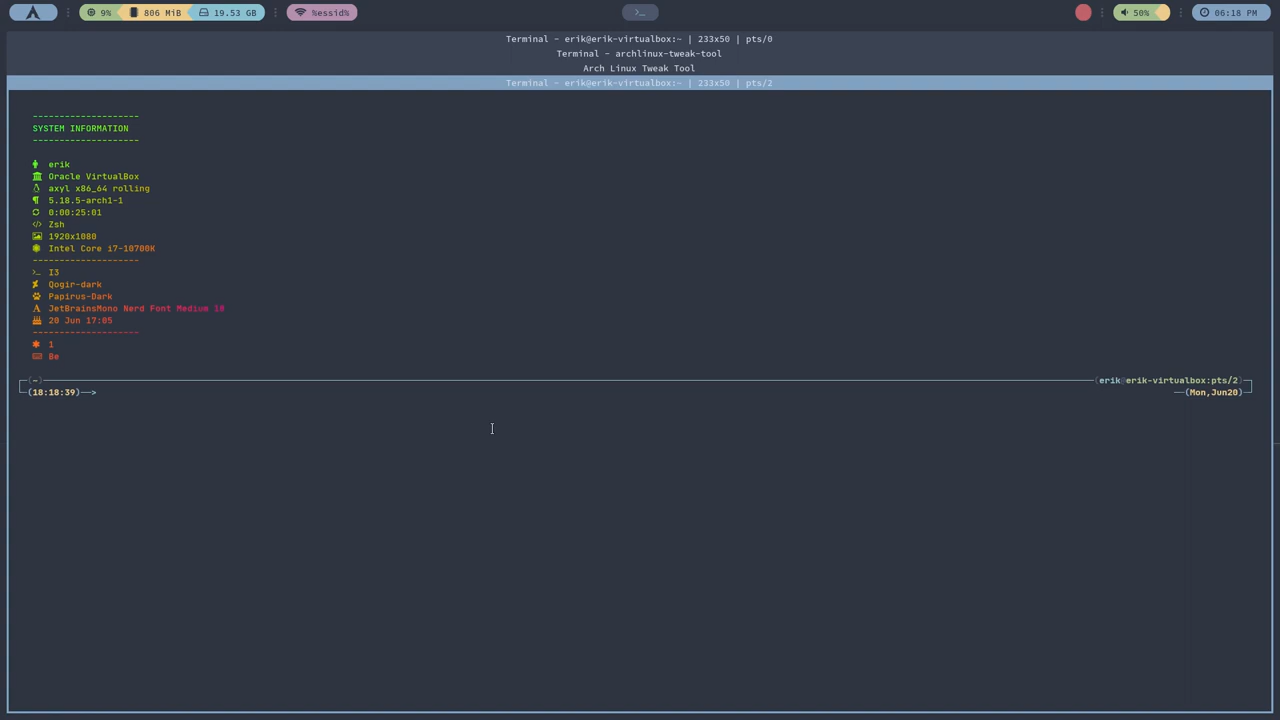 9% 806 MiB 19.53 GB %essid% >_ 50% 06:18 PM
Terminal - erik@erik-virtualbox:~ | 233x50 | pts/0
Terminal - archlinux-tweak-tool
Arch Linux Tweak Tool
Terminal - erik@erik-virtualbox:~ | 233x50 | pts/2
--------------------
SYSTEM INFORMATION
--------------------
erik
Oracle VirtualBox
axyl x86_64 rolling
5.18.5-arch1-1
0:00:25:01
Zsh
1920x1080
Intel Core i7-10700K
--------------------
I3
Qogir-dark
Papirus-Dark
JetBrainsMono Nerd Font Medium 10
20 Jun 17:05
--------------------
1
Be
(~) (erik@erik-virtualbox:pts/2)
(18:18:39)──> ──(Mon,Jun20)